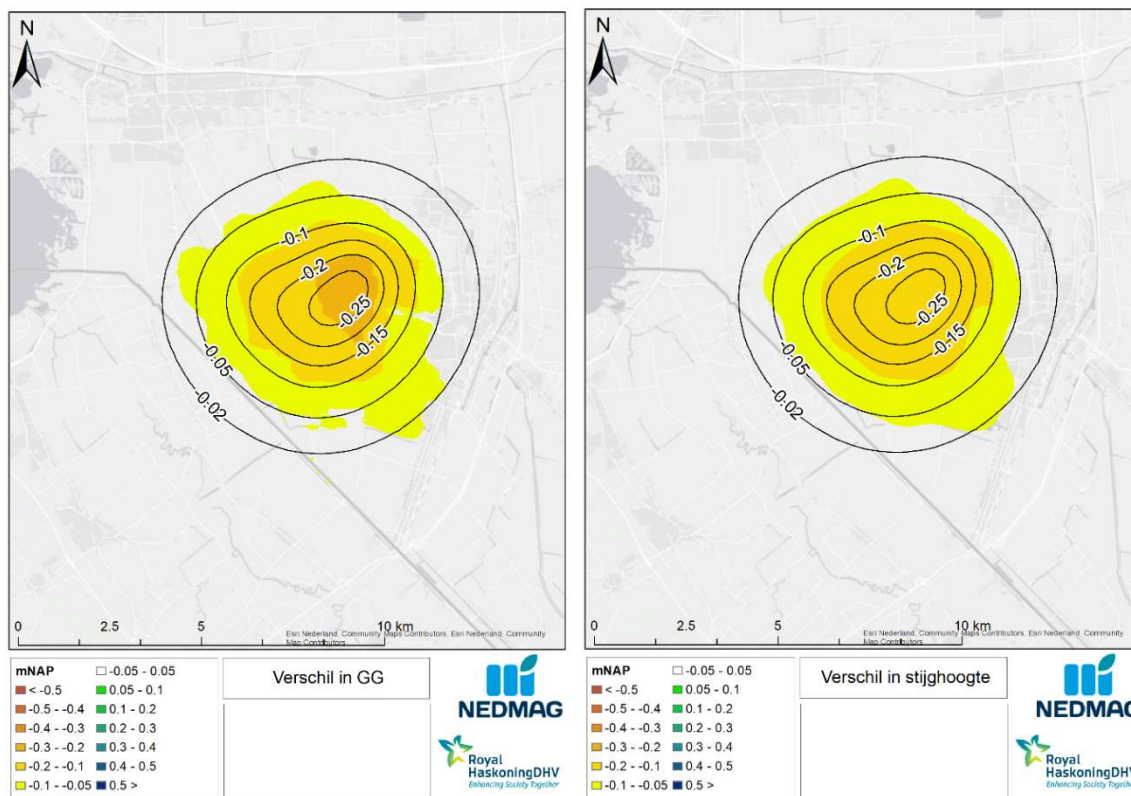 N
-0.1
-0.2
-0.25
-0.15
-0.05
-0.02
0 2.5 5 10 km
Esri Nederland, Community Maps Contributors, Esri Nederland, Community
Map Contributors
mNAP
< -0.5
-0.5 - -0.4
-0.4 - -0.3
-0.3 - -0.2
-0.2 - -0.1
-0.1 - -0.05
-0.05 - 0.05
0.05 - 0.1
0.1 - 0.2
0.2 - 0.3
0.3 - 0.4
0.4 - 0.5
0.5 >
Verschil in GG
NEDMAG
Royal
HaskoningDHV
Enhancing Society Together
N
-0.1
-0.2
-0.25
-0.15
-0.05
-0.02
0 2.5 5 10 km
Esri Nederland, Community Maps Contributors, Esri Nederland, Community
Map Contributors
mNAP
< -0.5
-0.5 - -0.4
-0.4 - -0.3
-0.3 - -0.2
-0.2 - -0.1
-0.1 - -0.05
-0.05 - 0.05
0.05 - 0.1
0.1 - 0.2
0.2 - 0.3
0.3 - 0.4
0.4 - 0.5
0.5 >
Verschil in stijghoogte
NEDMAG
Royal
HaskoningDHV
Enhancing Society Together